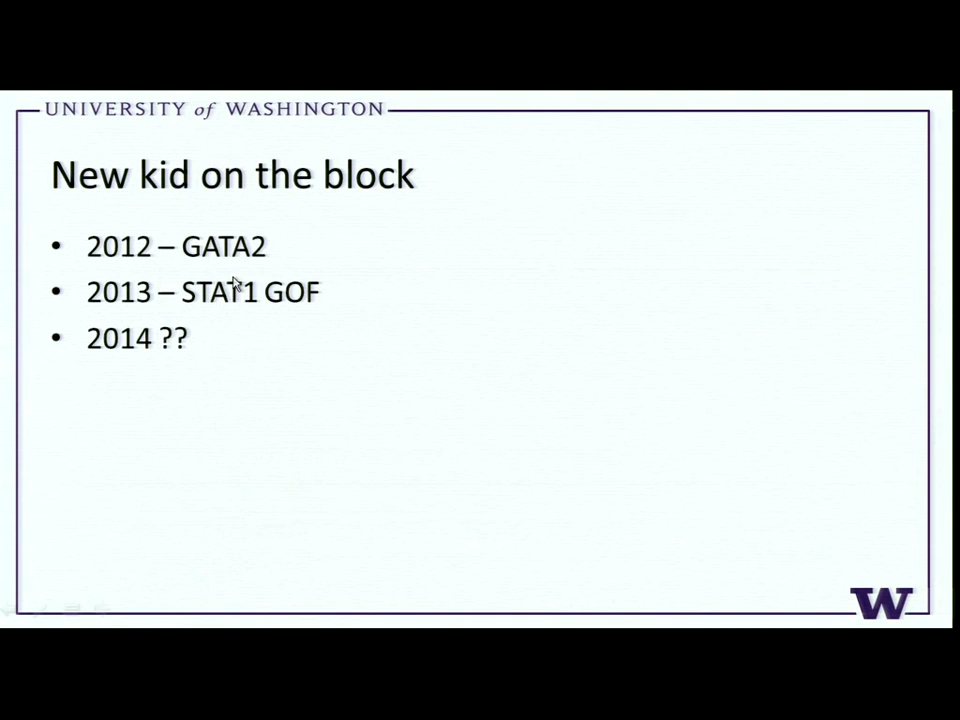 UNIVERSITY of WASHINGTON
New kid on the block
• 2012 – GATA2
• 2013 – STAT1 GOF
• 2014 ??
W